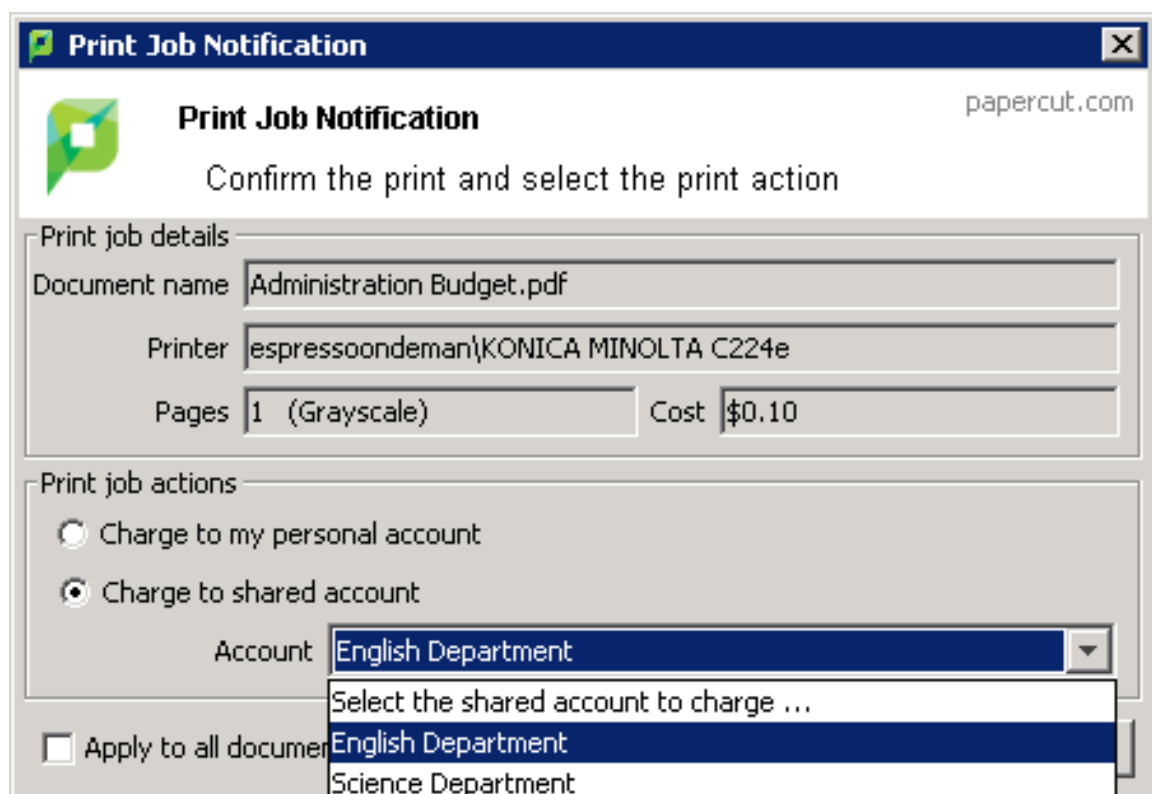 Print Job Notification
papercut.com
Print Job Notification
Confirm the print and select the print action
Print job details
Document name Administration Budget.pdf
Printer espressoondeman\KONICA MINOLTA C224e
Pages 1 (Grayscale) Cost $0.10
Print job actions
Charge to my personal account
Charge to shared account
Account English Department
Select the shared account to charge ...
Apply to all English Department
Science Department